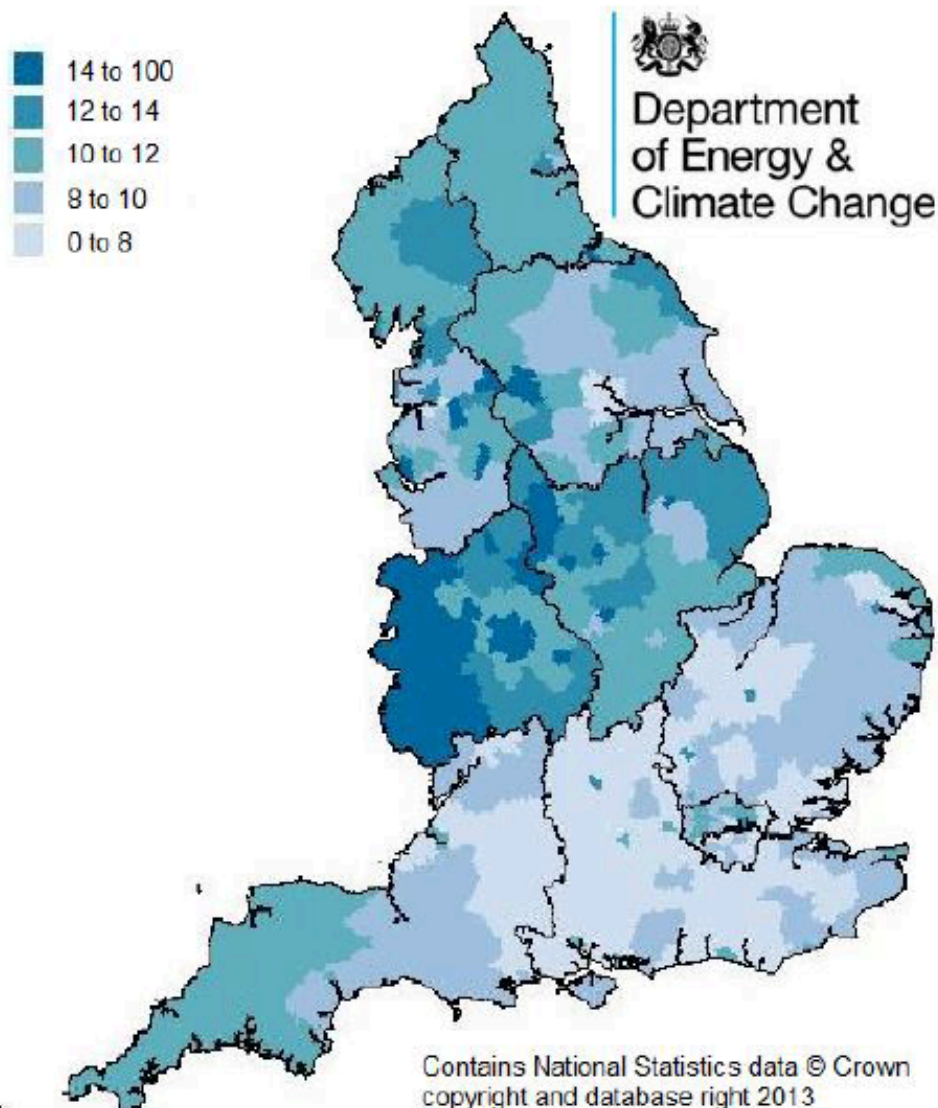 14 to 100
12 to 14
10 to 12
8 to 10
0 to 8
Department
of Energy &
Climate Change
Contains National Statistics data © Crown
copyright and database right 2013